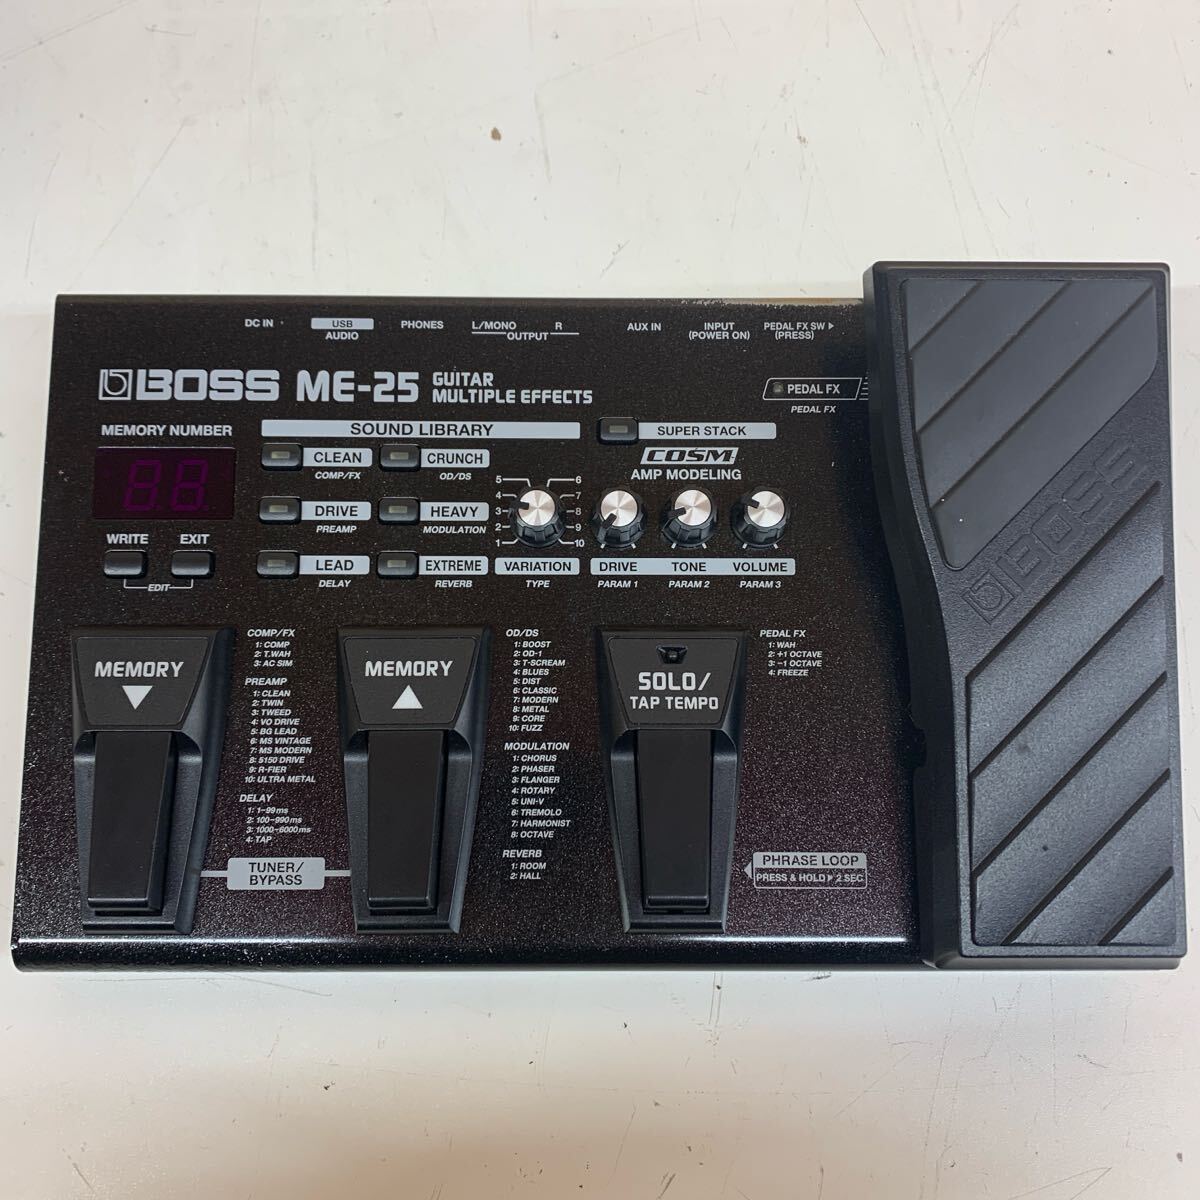 DC IN
USB
AUDIO
PHONES
L/MONO
R
OUTPUT
AUX IN
INPUT
(POWER ON)
PEDAL FX SW ▶
(PRESS)
BOSS ME-25 GUITAR
MULTIPLE EFFECTS
PEDAL FX
PEDAL FX
MEMORY NUMBER
SOUND LIBRARY
SUPER STACK
COSM
AMP MODELING
8.8.
CLEAN
COMP/FX
CRUNCH
OD/DS
DRIVE
PREAMP
HEAVY
MODULATION
LEAD
DELAY
EXTREME
REVERB
5 6
4 7
3 8
2 9
1 10
VARIATION
TYPE
DRIVE
PARAM 1
TONE
PARAM 2
VOLUME
PARAM 3
WRITE
EXIT
EDIT
BOSS
MEMORY
▼
COMP/FX
1: COMP
2: T.WAH
3: AC SIM
PREAMP
1: CLEAN
2: TWIN
3: TWEED
4: VO DRIVE
5: BG LEAD
6: MS VINTAGE
7: MS MODERN
8: 5150 DRIVE
9: R-FIER
10: ULTRA METAL
DELAY
1: 1–99ms
2: 100–990ms
3: 1000–6000ms
4: TAP
TUNER/
BYPASS
MEMORY
▲
OD/DS
1: BOOST
2: OD-1
3: T-SCREAM
4: BLUES
5: DIST
6: CLASSIC
7: MODERN
8: METAL
9: CORE
10: FUZZ
MODULATION
1: CHORUS
2: PHASER
3: FLANGER
4: ROTARY
5: UNI-V
6: TREMOLO
7: HARMONIST
8: OCTAVE
REVERB
1: ROOM
2: HALL
SOLO/
TAP TEMPO
PEDAL FX
1: WAH
2: +1 OCTAVE
3: −1 OCTAVE
4: FREEZE
PHRASE LOOP
PRESS & HOLD ▶ 2 SEC